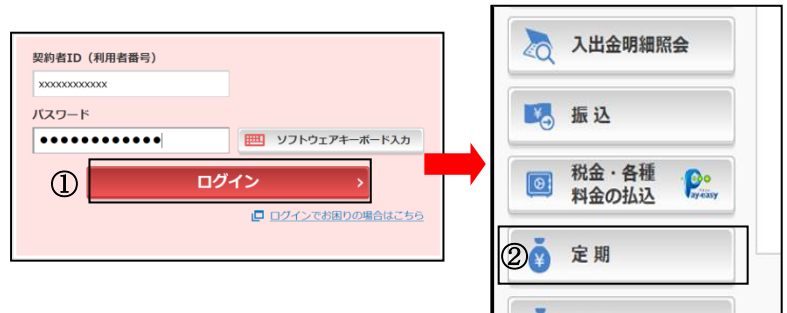 契約者ID（利用者番号）
xxxxxxxxxxxx
パスワード
●●●●●●●●●●●●
ソフトウェアキーボード入力
①
ログイン
ログインでお困りの場合はこちら
入出金明細照会
振込
税金・各種
料金の払込
Pay-easy
②
定期